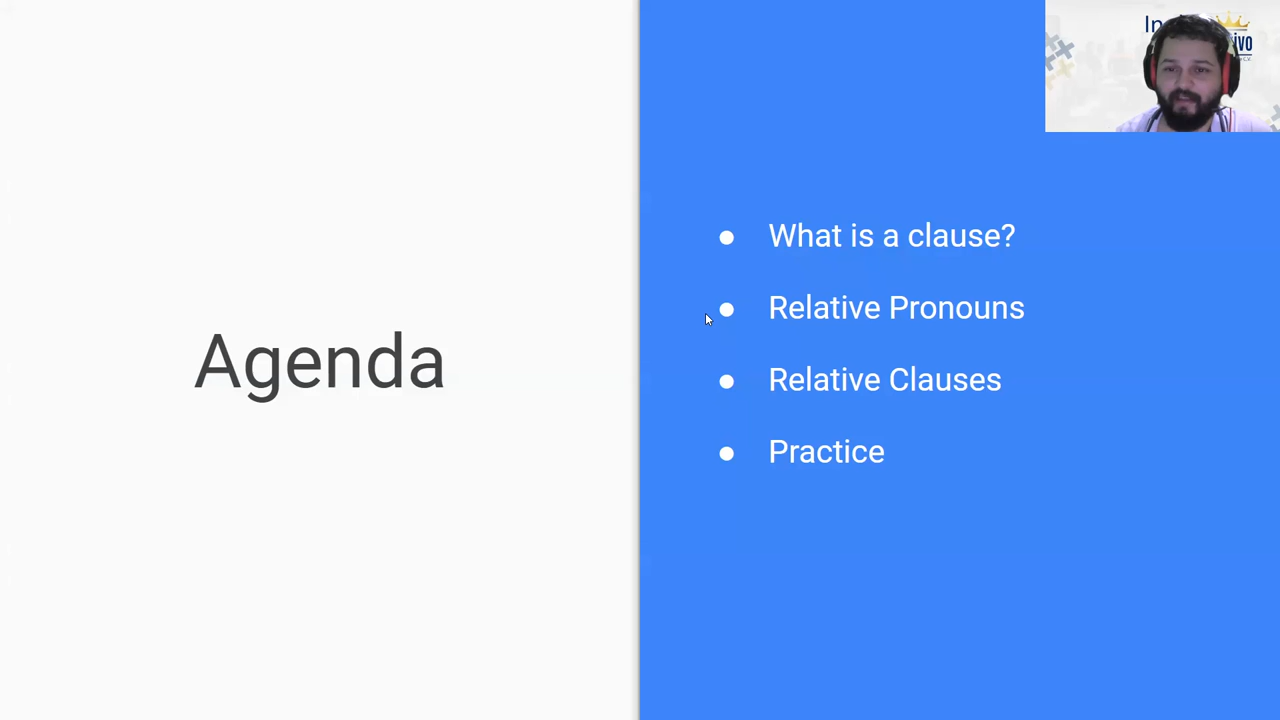 Agenda
What is a clause?
Relative Pronouns
Relative Clauses
Practice